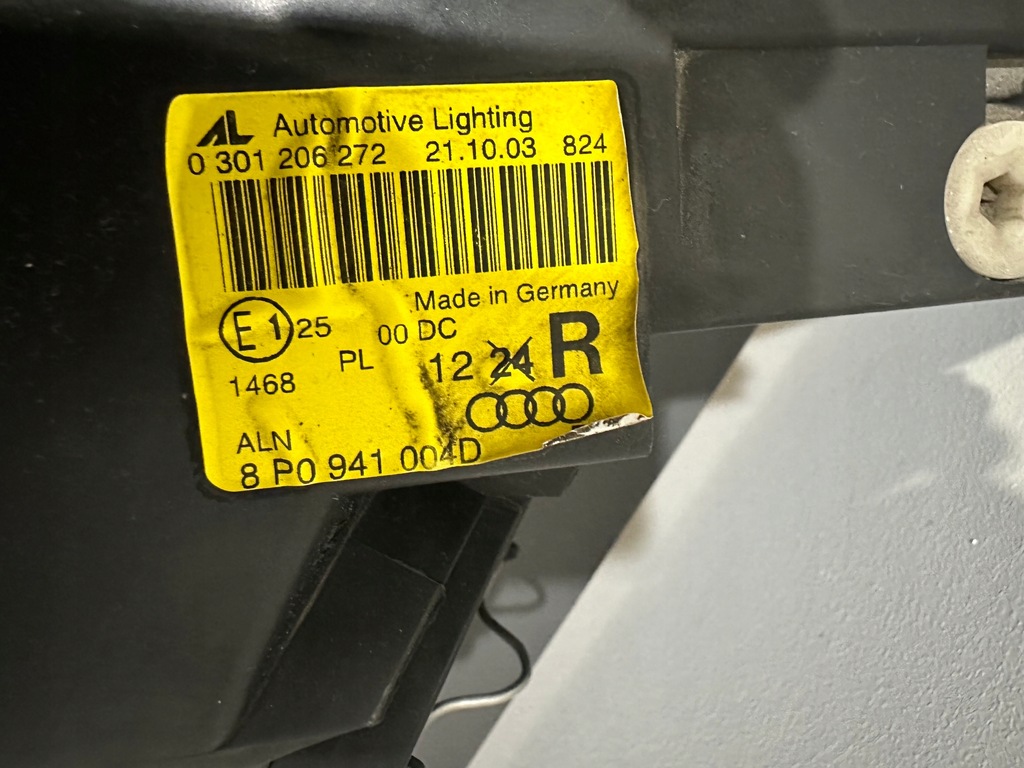 AL Automotive Lighting
0 301 206 272 21.10.03 824
Made in Germany
E 1 25 00 DC
PL 12 24 R
1468
ALN
8 P0 941 004D